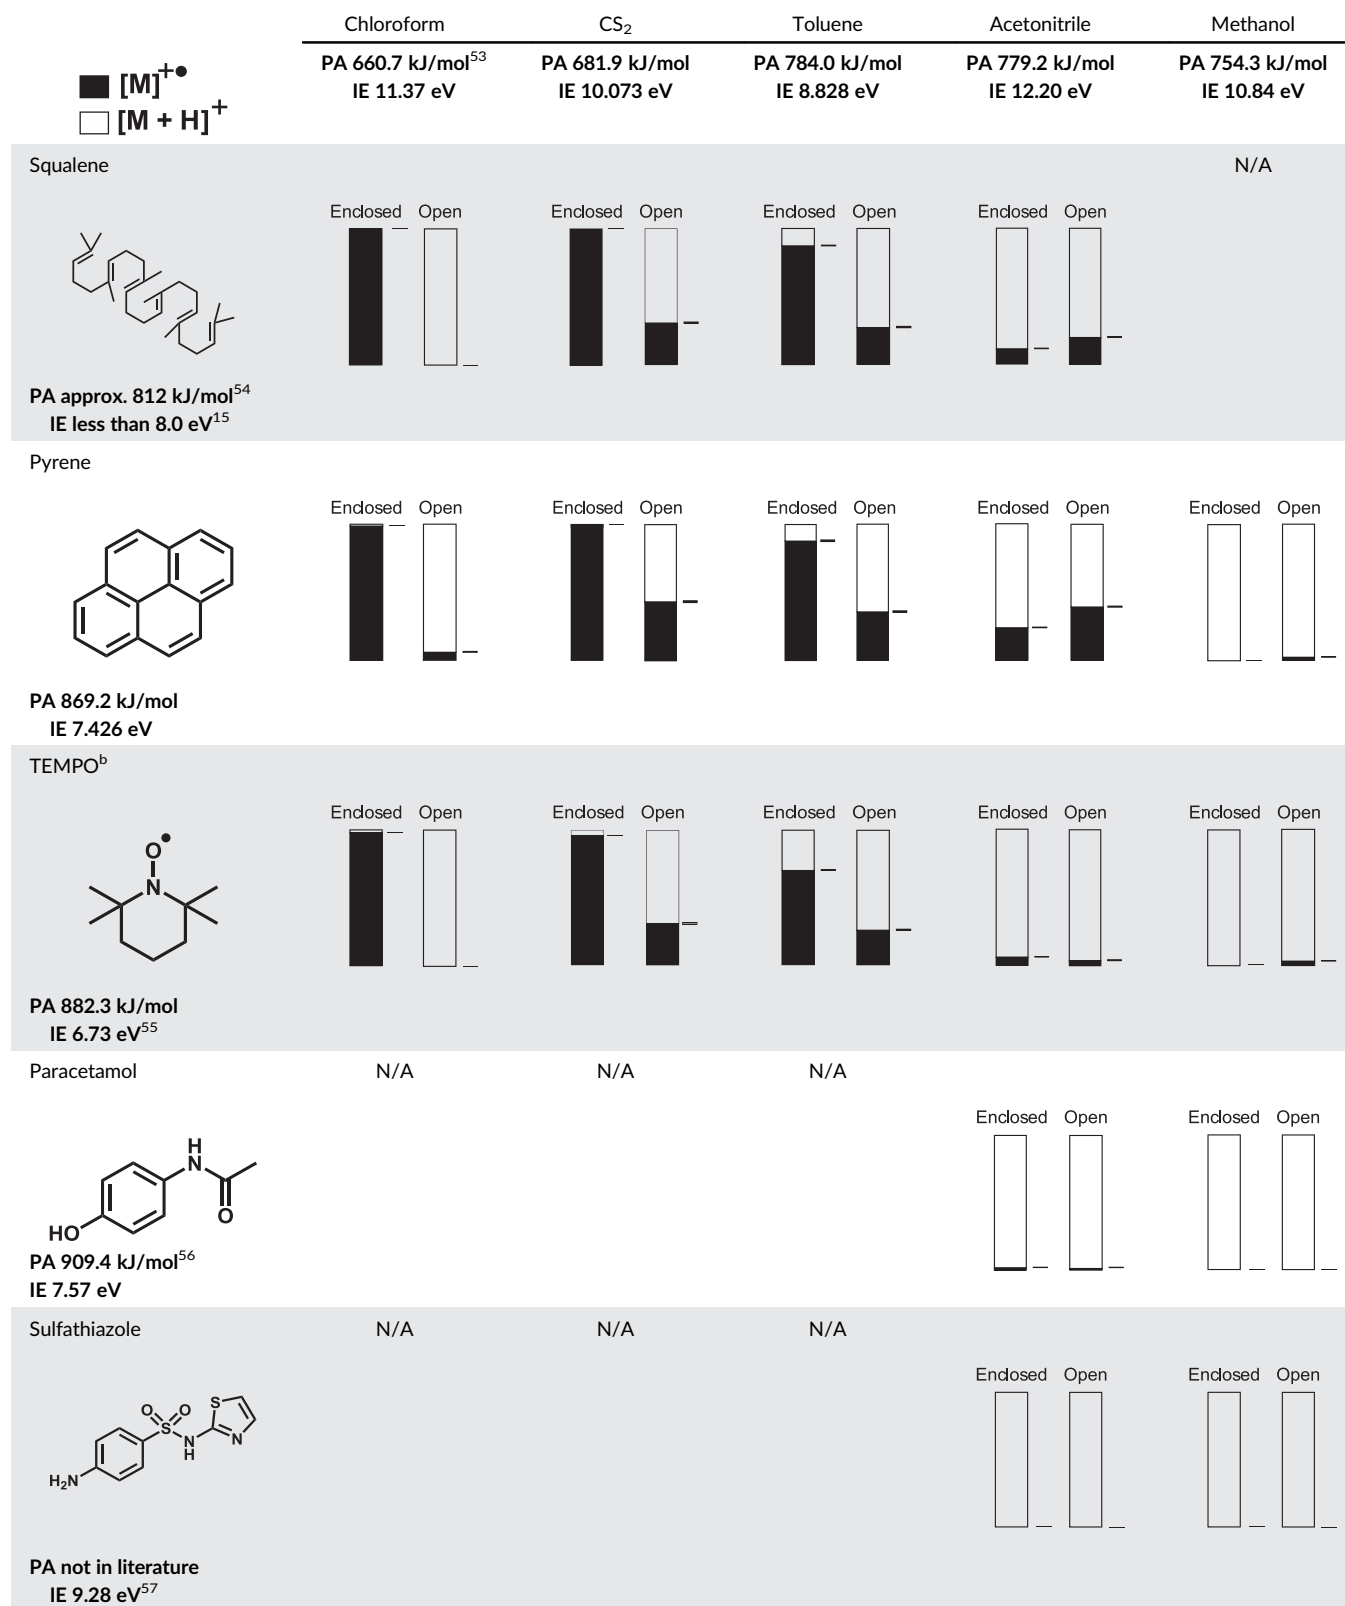 Chloroform CS₂ Toluene Acetonitrile Methanol
PA 660.7 kJ/mol⁵³ PA 681.9 kJ/mol PA 784.0 kJ/mol PA 779.2 kJ/mol PA 754.3 kJ/mol
IE 11.37 eV IE 10.073 eV IE 8.828 eV IE 12.20 eV IE 10.84 eV
[M]⁺•
[M + H]⁺
Squalene N/A
Enclosed Open Enclosed Open Enclosed Open Enclosed Open
PA approx. 812 kJ/mol⁵⁴
IE less than 8.0 eV¹⁵
Pyrene
Enclosed Open Enclosed Open Enclosed Open Enclosed Open Enclosed Open
PA 869.2 kJ/mol
IE 7.426 eV
TEMPOᵇ
Enclosed Open Enclosed Open Enclosed Open Enclosed Open Enclosed Open
O•
N
PA 882.3 kJ/mol
IE 6.73 eV⁵⁵
Paracetamol N/A N/A N/A
Enclosed Open Enclosed Open
H
N
O
HO
PA 909.4 kJ/mol⁵⁶
IE 7.57 eV
Sulfathiazole N/A N/A N/A
Enclosed Open Enclosed Open
S
O O
S N
N
H
H₂N
PA not in literature
IE 9.28 eV⁵⁷